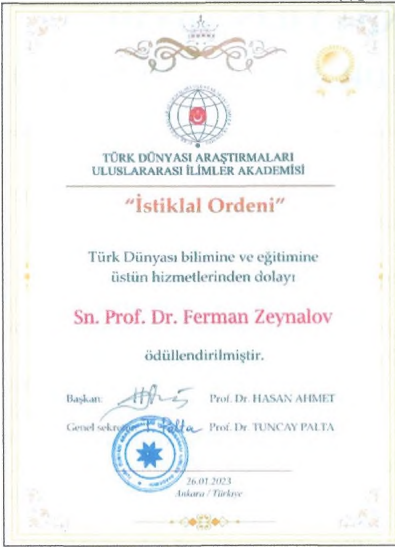 TÜRK DÜNYASI ARAŞTIRMALARI
ULUSLARARASI İLİMLER AKADEMİSİ
"İstiklal Ordeni"
Türk Dünyası bilimine ve eğitimine
üstün hizmetlerinden dolayı
Sn. Prof. Dr. Ferman Zeynalov
ödüllendirilmiştir.
Başkan: Prof. Dr. HASAN AHMET
Genel sekre T. Palta Prof. Dr. TUNCAY PALTA
26.01.2023
Ankara / Türkiye